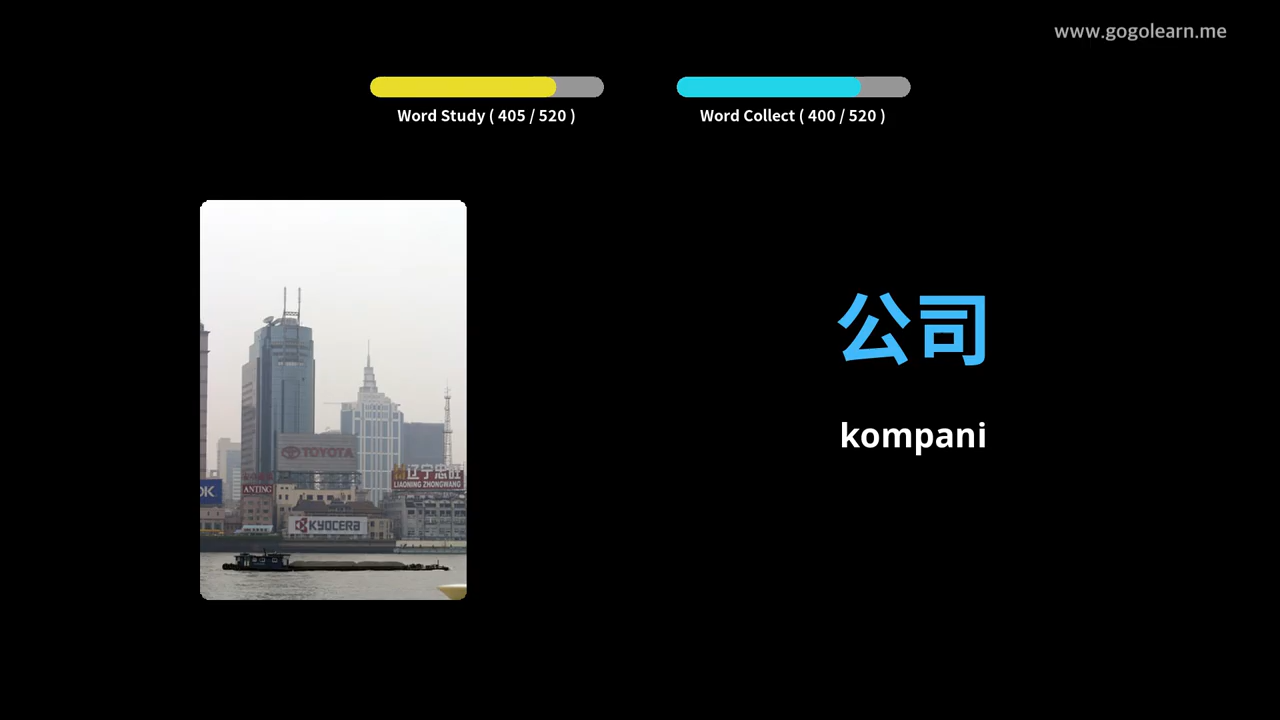 www.gogolearn.me
Word Study ( 405 / 520 )
Word Collect ( 400 / 520 )
TOYOTA
辽宁忠旺
LIAONING ZHONGWANG
OK
ANTING
KYOCERA
公司
kompani